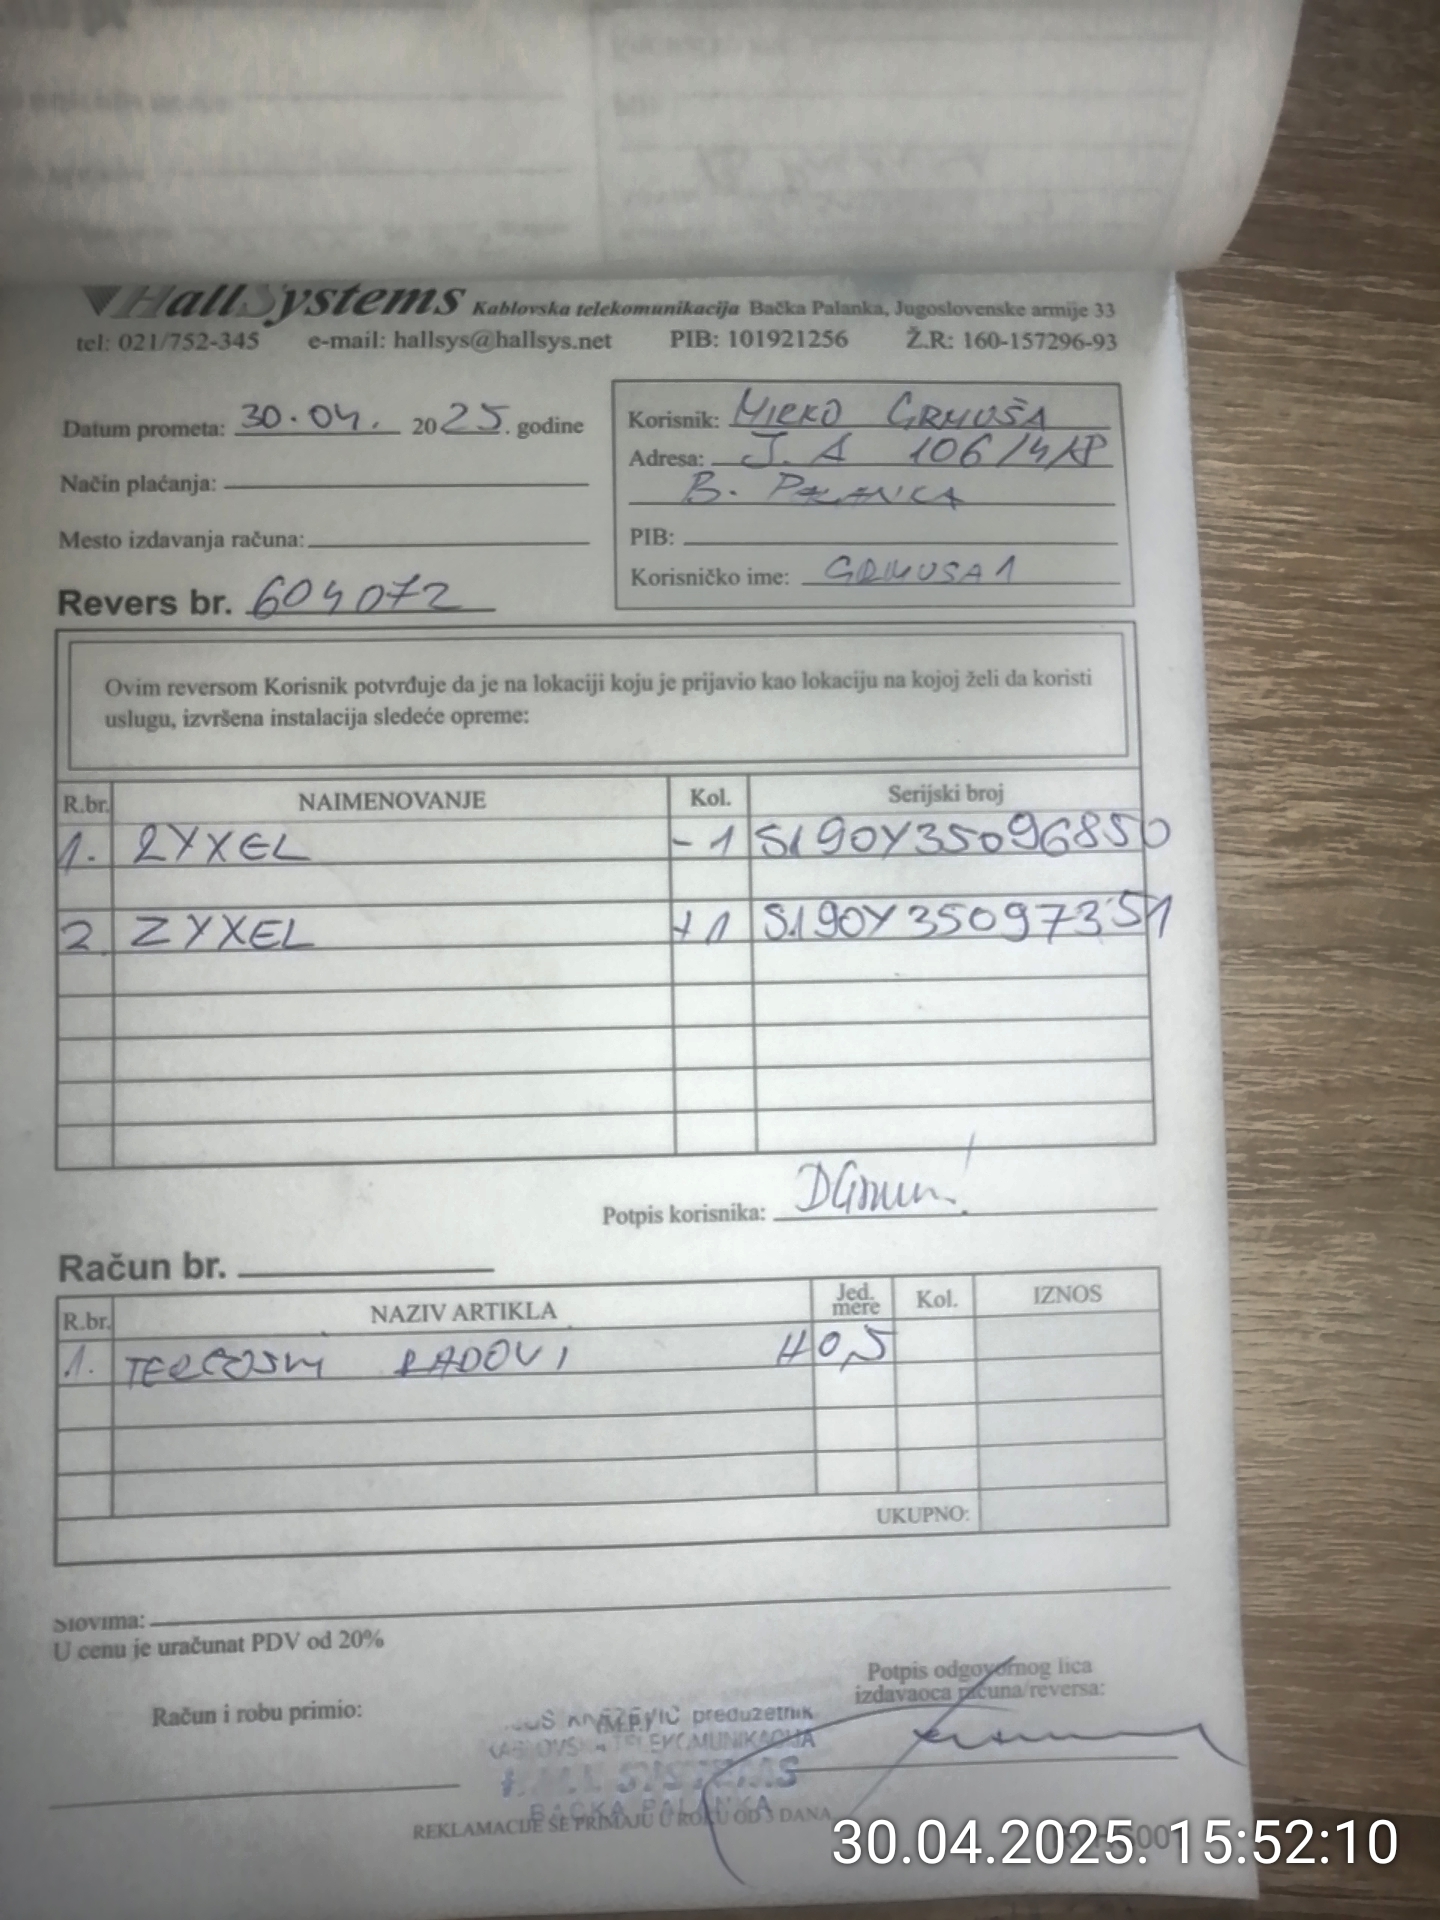 HallSystems Kablovska telekomunikacija Bačka Palanka, Jugoslovenske armije 33
tel: 021/752-345 e-mail: hallsys@hallsys.net PIB: 101921256 Ž.R: 160-157296-93
Datum prometa: 30.04. 2025. godine
Način plaćanja:
Mesto izdavanja računa:
Revers br. 604072
Korisnik: MIRKO GRMUŠA
Adresa: J. A 106/4/KP
B. PALANKA
PIB:
Korisničko ime: GRMUSA1
Ovim reversom Korisnik potvrđuje da je na lokaciji koju je prijavio kao lokaciju na kojoj želi da koristi
uslugu, izvršena instalacija sledeće opreme:
R.br. NAIMENOVANJE Kol. Serijski broj
1. ZYXEL -1 S190Y35096850
2. ZYXEL +1 S190Y35097351
Potpis korisnika:
Račun br.
R.br. NAZIV ARTIKLA Jed. mere Kol. IZNOS
1. RADOVI H 0,5
UKUPNO:
Slovima:
U cenu je uračunat PDV od 20%
Račun i robu primio:
(M.P.)
Potpis odgovornog lica
izdavaoca računa/reversa:
preduzetnik
TELEKOMUNIKACIJA
HALL SYSTEMS
BAČKA PALANKA
REKLAMACIJE SE PRIMAJU U ROKU OD 3 DANA
30.04.2025. 15:52:10